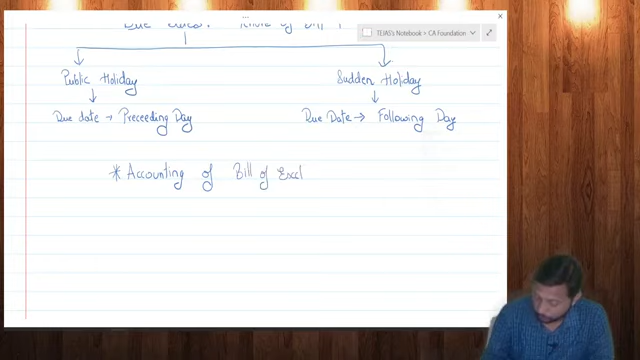 TEJAS's Notebook > CA Foundation
Public Holiday
Sudden Holiday
Due date → Preceeding Day
Due Date → Following Day
* Accounting of Bill of Excl